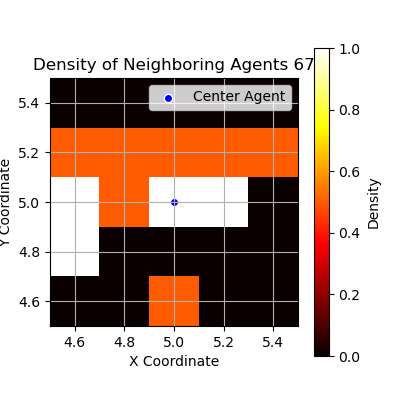 Density of Neighboring Agents 67
Center Agent
5.4
5.2
5.0
4.8
4.6
Y Coordinate
4.6 4.8 5.0 5.2 5.4
X Coordinate
1.0
0.8
0.6
0.4
0.2
0.0
Density